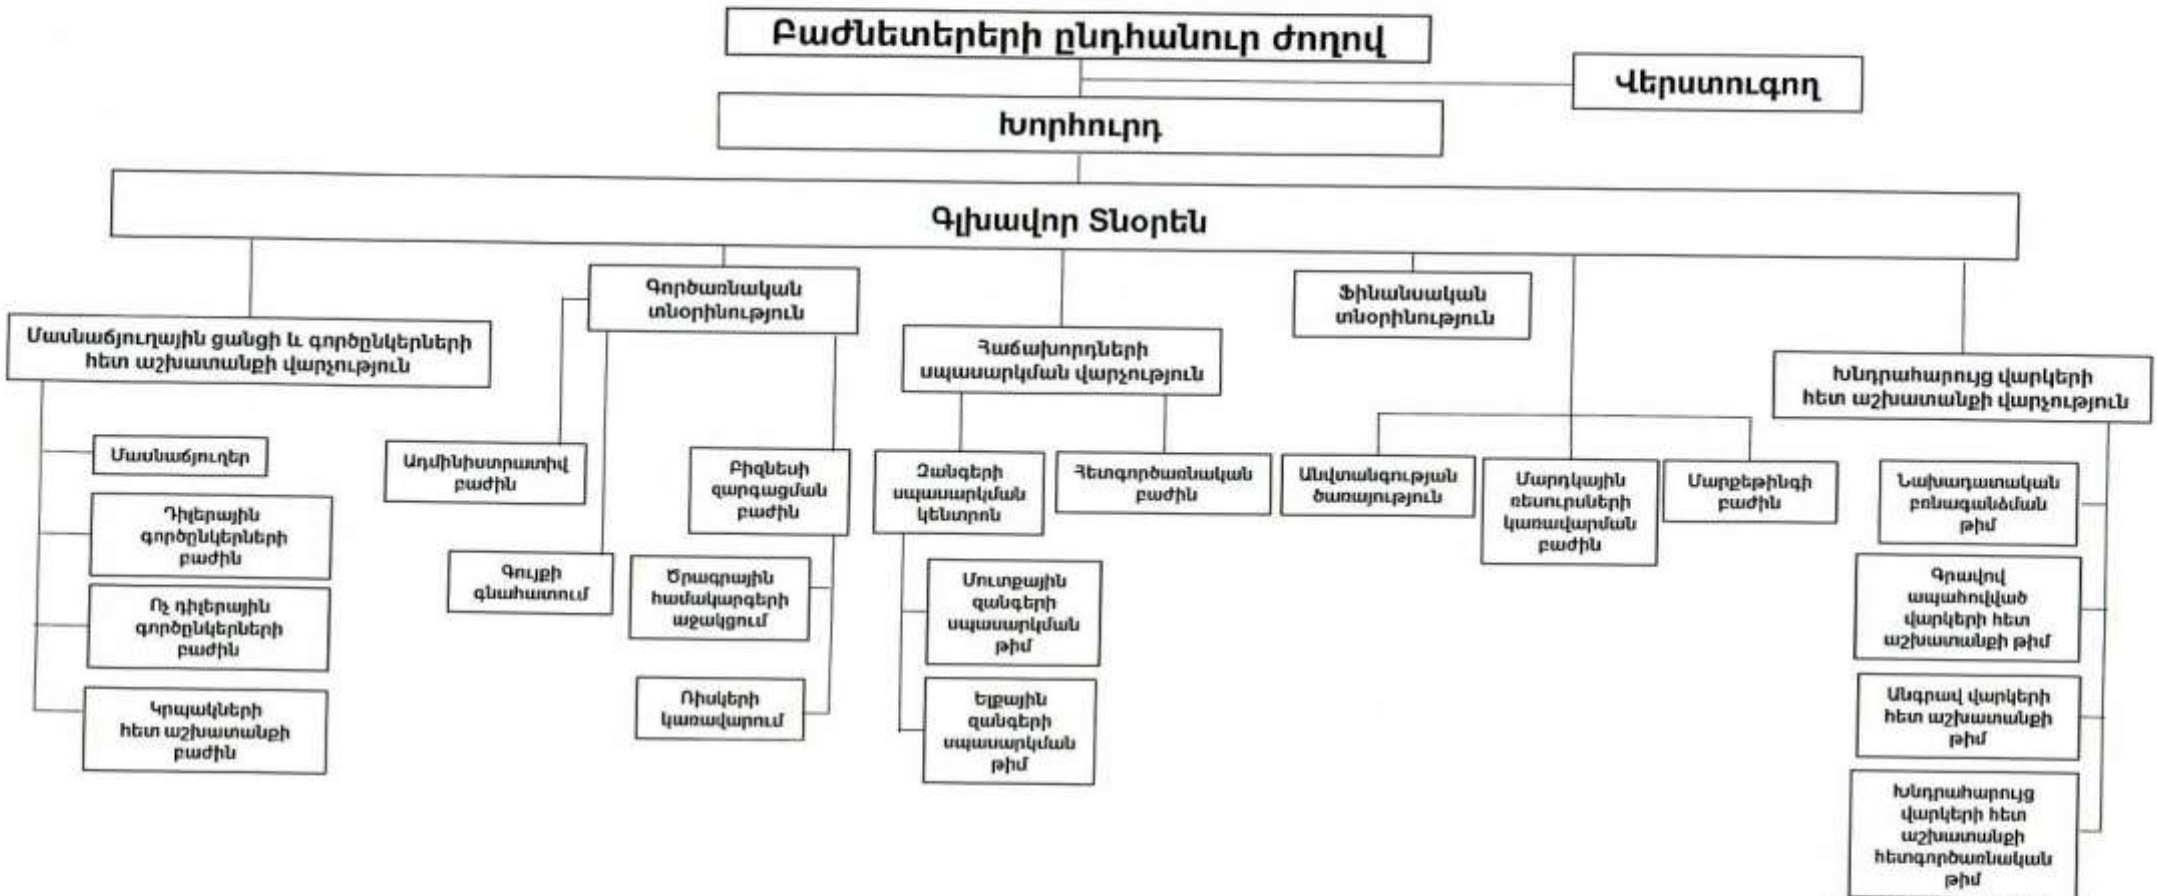 Բաժնետերերի ընդհանուր ժողով
Վերստուգող
Խորհուրդ
Գլխավոր Տնօրեն
Մասնաճյուղային ցանցի և գործընկերների
հետ աշխատանքի վարչություն
Մասնաճյուղեր
Դիլերային
գործընկերների
բաժին
Ոչ դիլերային
գործընկերների
բաժին
Կրպակների
հետ աշխատանքի
բաժին
Գործառնական
տնօրինություն
Ադմինիստրատիվ
բաժին
Գույքի
գնահատում
Բիզնեսի
զարգացման
բաժին
Ծրագրային
համակարգերի
աջակցում
Ռիսկերի
կառավարում
Հաճախորդների
սպասարկման վարչություն
Զանգերի
սպասարկման
կենտրոն
Մուտքային
զանգերի
սպասարկման
թիմ
Ելքային
զանգերի
սպասարկման
թիմ
Հետգործառնական
բաժին
Ֆինանսական
տնօրինություն
Անվտանգության
ծառայություն
Մարդկային
ռեսուրսների
կառավարման
բաժին
Մարքեթինգի
բաժին
Խնդրահարույց վարկերի
հետ աշխատանքի վարչություն
Նախադատական
բռնագանձման
թիմ
Գրավով
ապահովված
վարկերի հետ
աշխատանքի թիմ
Անգրավ վարկերի
հետ աշխատանքի
թիմ
Խնդրահարույց
վարկերի հետ
աշխատանքի
հետգործառնական
թիմ